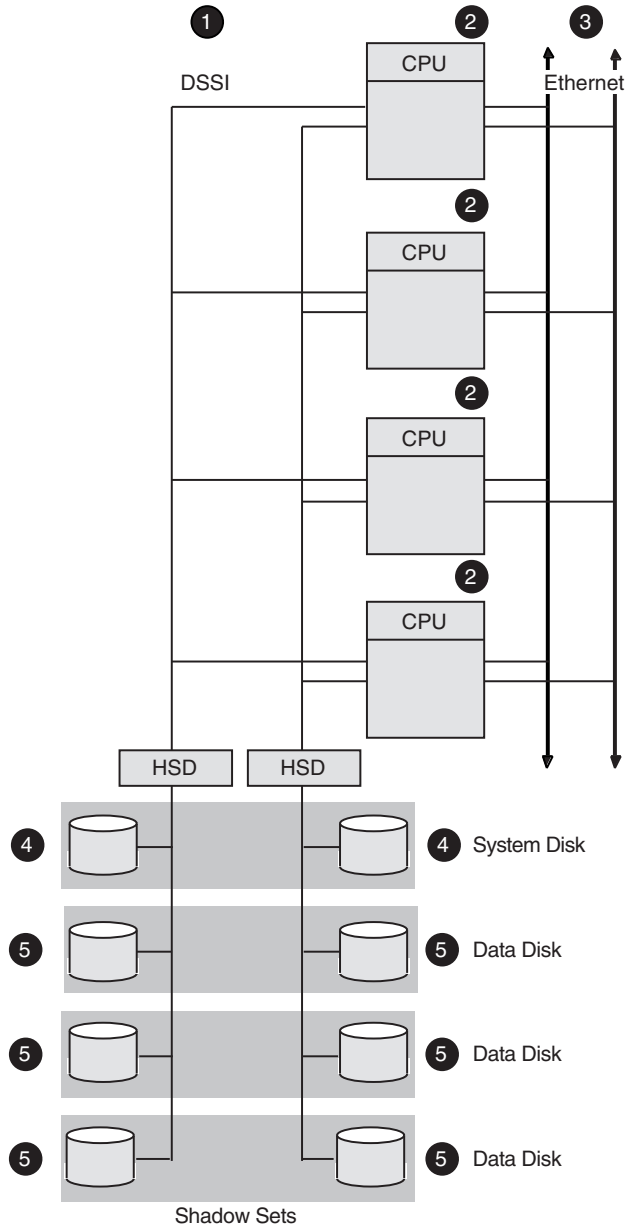 1
2
3
CPU
DSSI
Ethernet
2
CPU
2
CPU
2
CPU
HSD
HSD
4
4 System Disk
5
5 Data Disk
5
5 Data Disk
5
5 Data Disk
Shadow Sets